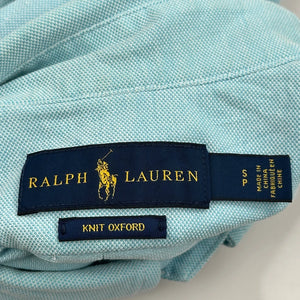 RALPH LAUREN
KNIT OXFORD
S
P
MADE IN
CHINA
FABRIQUÉ EN
CHINE